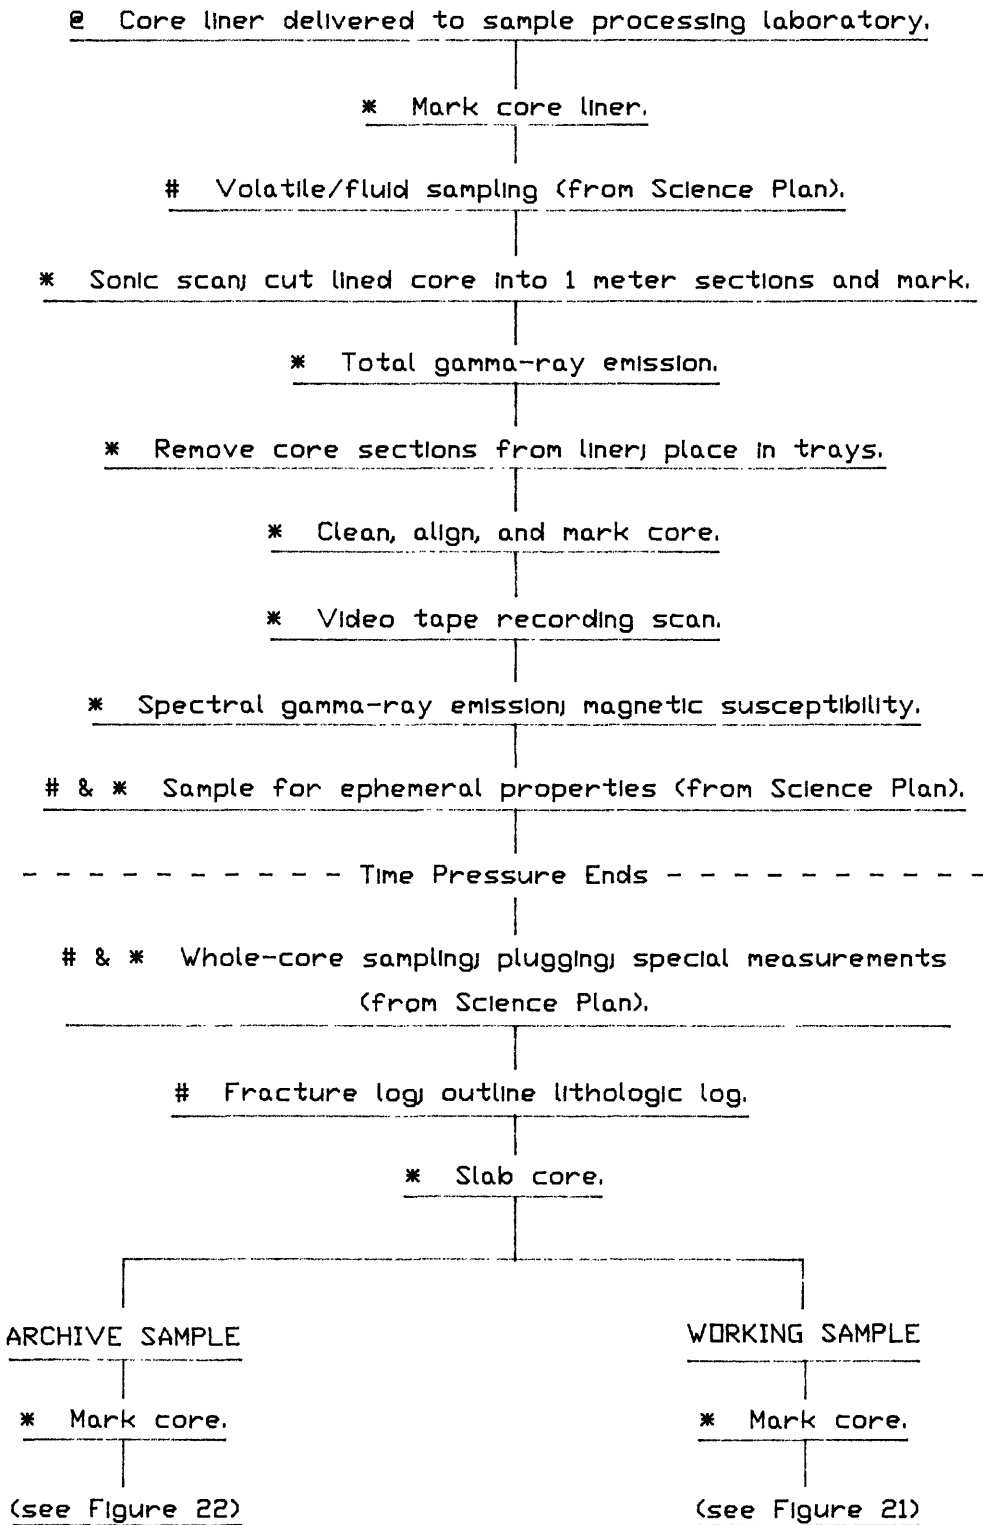 @ Core liner delivered to sample processing laboratory.
* Mark core liner.
# Volatile/fluid sampling (from Science Plan).
* Sonic scan; cut lined core into 1 meter sections and mark.
* Total gamma-ray emission.
* Remove core sections from liner; place in trays.
* Clean, align, and mark core.
* Video tape recording scan.
* Spectral gamma-ray emission; magnetic susceptibility.
# & * Sample for ephemeral properties (from Science Plan).
- - - - - - - - - - Time Pressure Ends - - - - - - - - - -
# & * Whole-core sampling; plugging; special measurements
(from Science Plan).
# Fracture log; outline lithologic log.
* Slab core.
ARCHIVE SAMPLE
WORKING SAMPLE
* Mark core.
* Mark core.
(see Figure 22)
(see Figure 21)